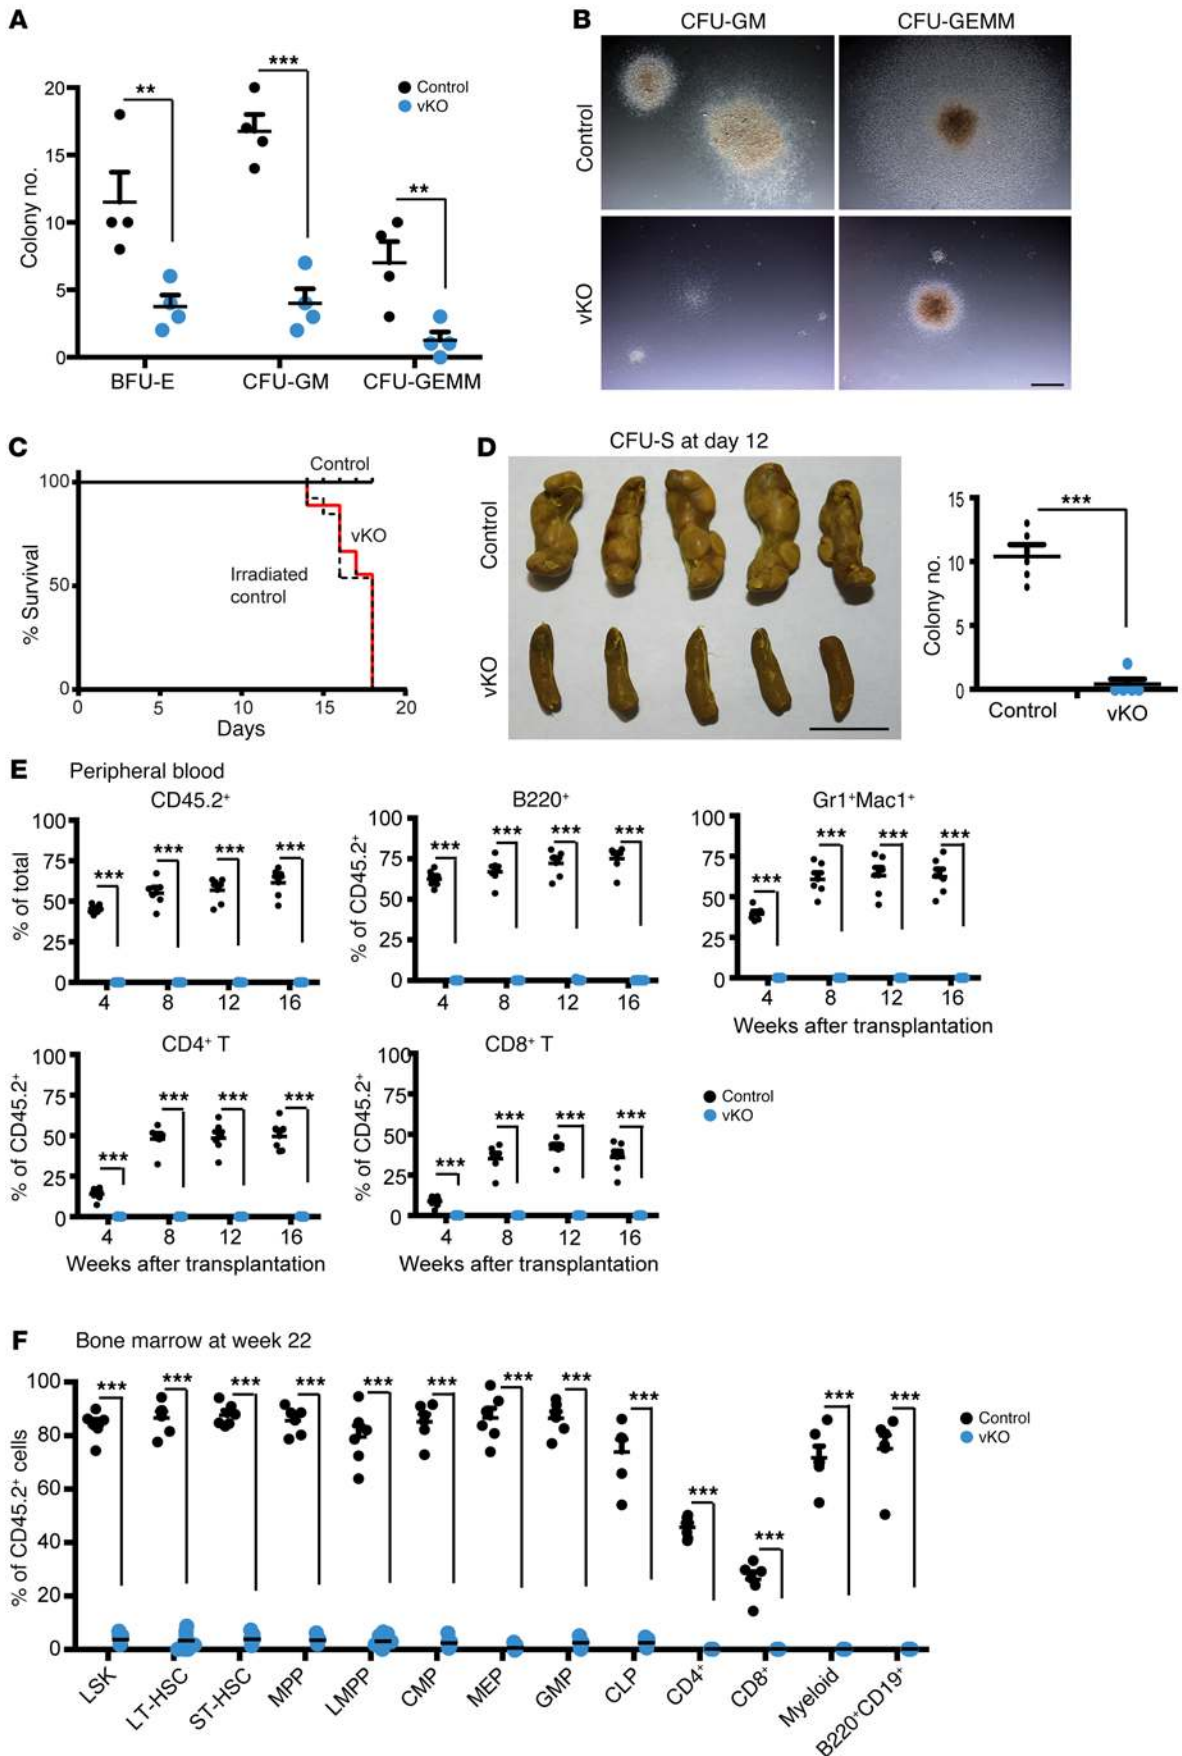 A
20
15
10
5
0
Colony no.
**
***
**
Control
vKO
BFU-E
CFU-GM
CFU-GEMM
B
CFU-GM
CFU-GEMM
Control
vKO
C
100
50
0
% Survival
Control
vKO
Irradiated
control
0
5
10
15
20
Days
D
CFU-S at day 12
Control
vKO
15
10
5
0
Colony no.
***
Control
vKO
E
Peripheral blood
CD45.2⁺
100
75
50
25
0
% of total
***
***
***
***
4
8
12
16
B220⁺
100
75
50
25
0
% of CD45.2⁺
***
***
***
***
4
8
12
16
Gr1⁺Mac1⁺
100
75
50
25
0
***
***
***
***
4
8
12
16
Weeks after transplantation
CD4⁺ T
100
75
50
25
0
% of CD45.2⁺
***
***
***
***
4
8
12
16
Weeks after transplantation
CD8⁺ T
100
75
50
25
0
% of CD45.2⁺
***
***
***
***
4
8
12
16
Weeks after transplantation
Control
vKO
F
Bone marrow at week 22
100
80
60
40
20
0
% of CD45.2⁺ cells
***
***
***
***
***
***
***
***
***
***
***
***
***
Control
vKO
LSK
LT-HSC
ST-HSC
MPP
LMPP
CMP
MEP
GMP
CLP
CD4⁺
CD8⁺
Myeloid
B220⁺CD19⁺